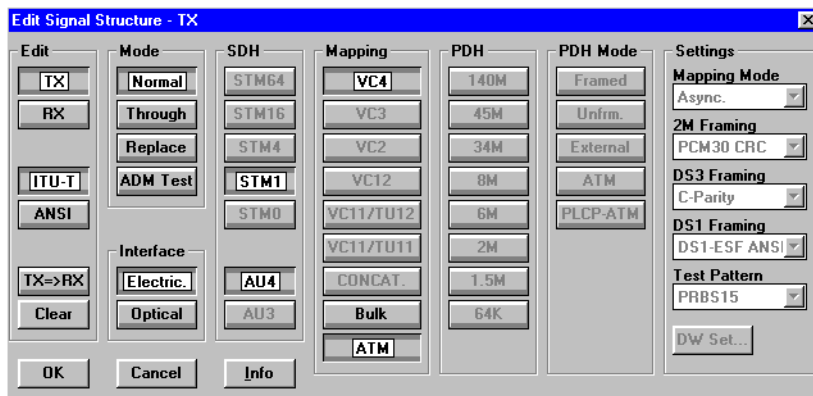 Edit Signal Structure - TX
Edit Mode SDH Mapping PDH PDH Mode Settings
TX Normal STM64 VC4 140M Framed Mapping Mode
Async.
RX Through STM16 VC3 45M Unfrm. 2M Framing
Replace STM4 VC2 34M External PCM30 CRC
ITU-T ADM Test STM1 VC12 8M ATM DS3 Framing
C-Parity
ANSI STM0 VC11/TU12 6M PLCP-ATM DS1 Framing
Interface VC11/TU11 2M DS1-ESF ANSI
TX=>RX Electric. AU4 CONCAT. 1.5M Test Pattern
PRBS15
Clear Optical AU3 Bulk 64K
ATM DW Set...
OK Cancel Info